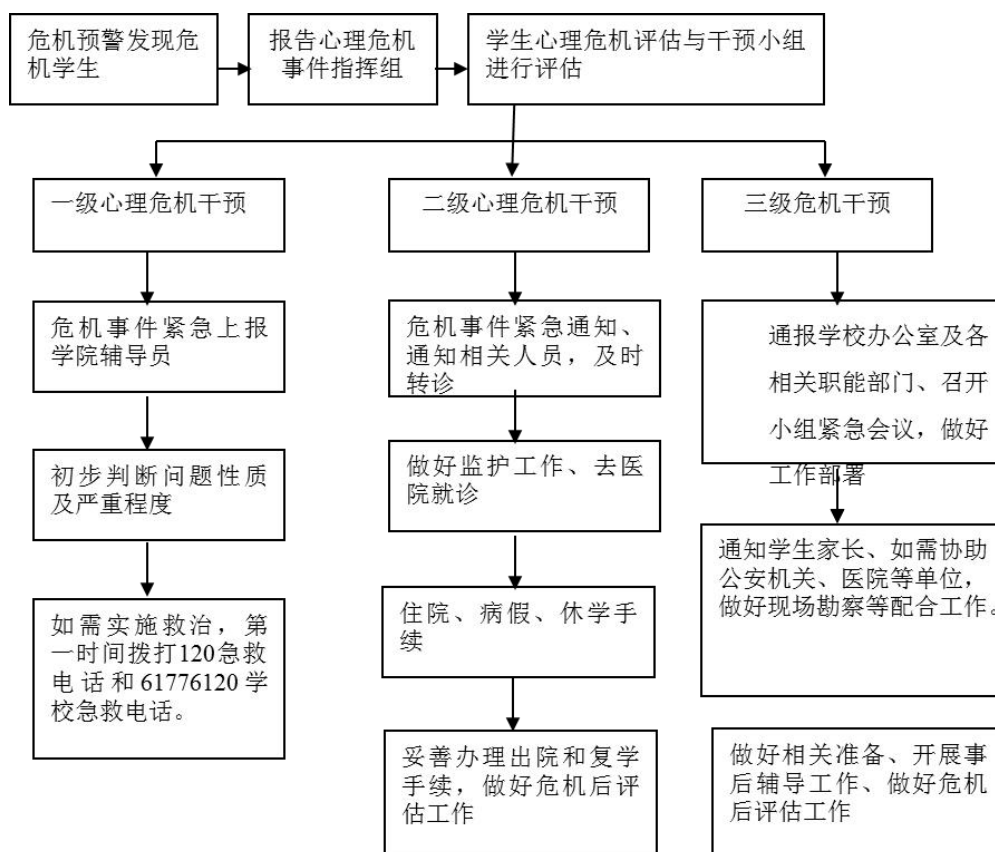 危机预警发现危
机学生
报告心理危机
事件指挥组
学生心理危机评估与干预小组
进行评估
一级心理危机干预
二级心理危机干预
三级危机干预
危机事件紧急上报
学院辅导员
初步判断问题性质
及严重程度
如需实施救治，第
一时间拨打120急救
电话和61776120学
校急救电话。
危机事件紧急通知、
通知相关人员，及时
转诊
做好监护工作、去医
院就诊
住院、病假、休学手
续
妥善办理出院和复学
手续，做好危机后评
估工作
通报学校办公室及各
相关职能部门、召开
小组紧急会议，做好
工作部署
通知学生家长、如需协助
公安机关、医院等单位，
做好现场勘察等配合工作。
做好相关准备、开展事
后辅导工作、做好危机
后评估工作